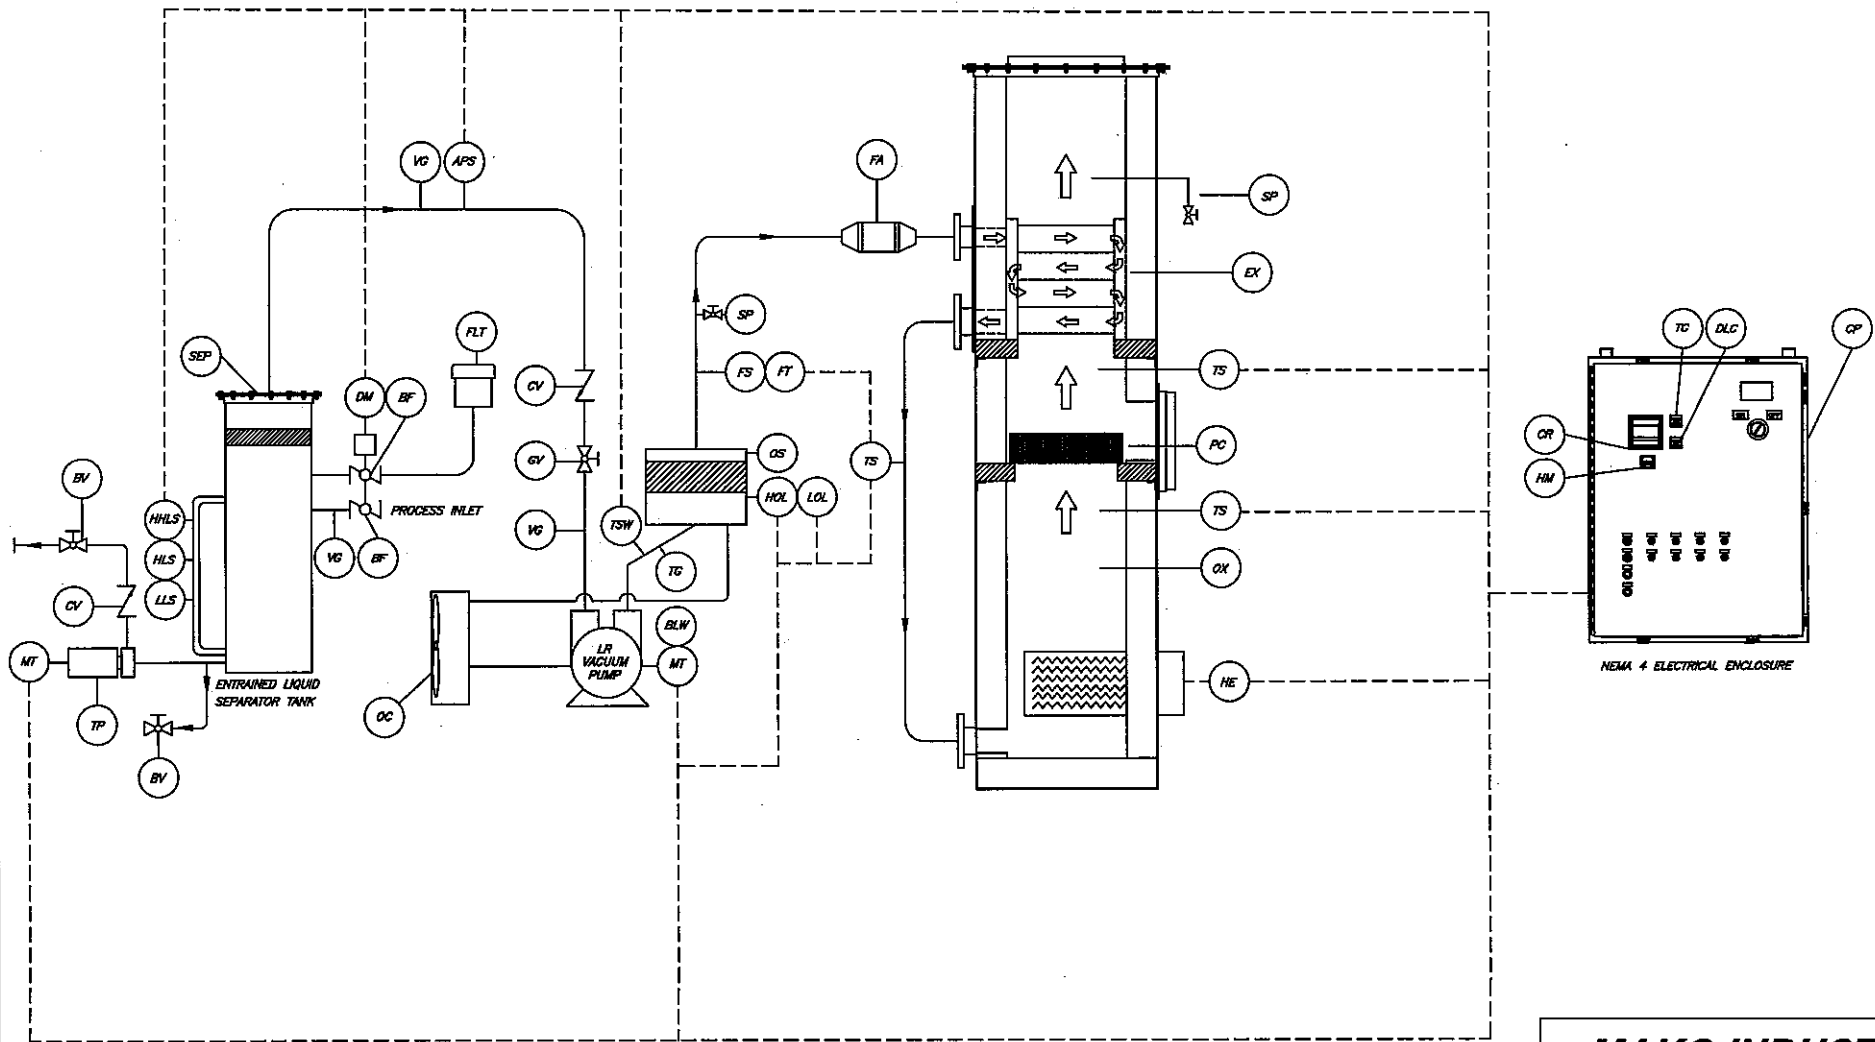 VG
APS
FA
SP
EX
SEP
FLT
SP
TC
DLC
CP
DM
BF
CV
FS
FT
TS
CR
HM
BV
GV
OS
TS
PC
HHLS
PROCESS INLET
HOL
LOL
HLS
VG
BF
VG
TSW
TG
TS
OX
LLS
CV
BLW
MT
LR
VACUUM
PUMP
MT
ENTRAINED LIQUID
SEPARATOR TANK
HE
NEMA 4 ELECTRICAL ENCLOSURE
TP
OC
BV